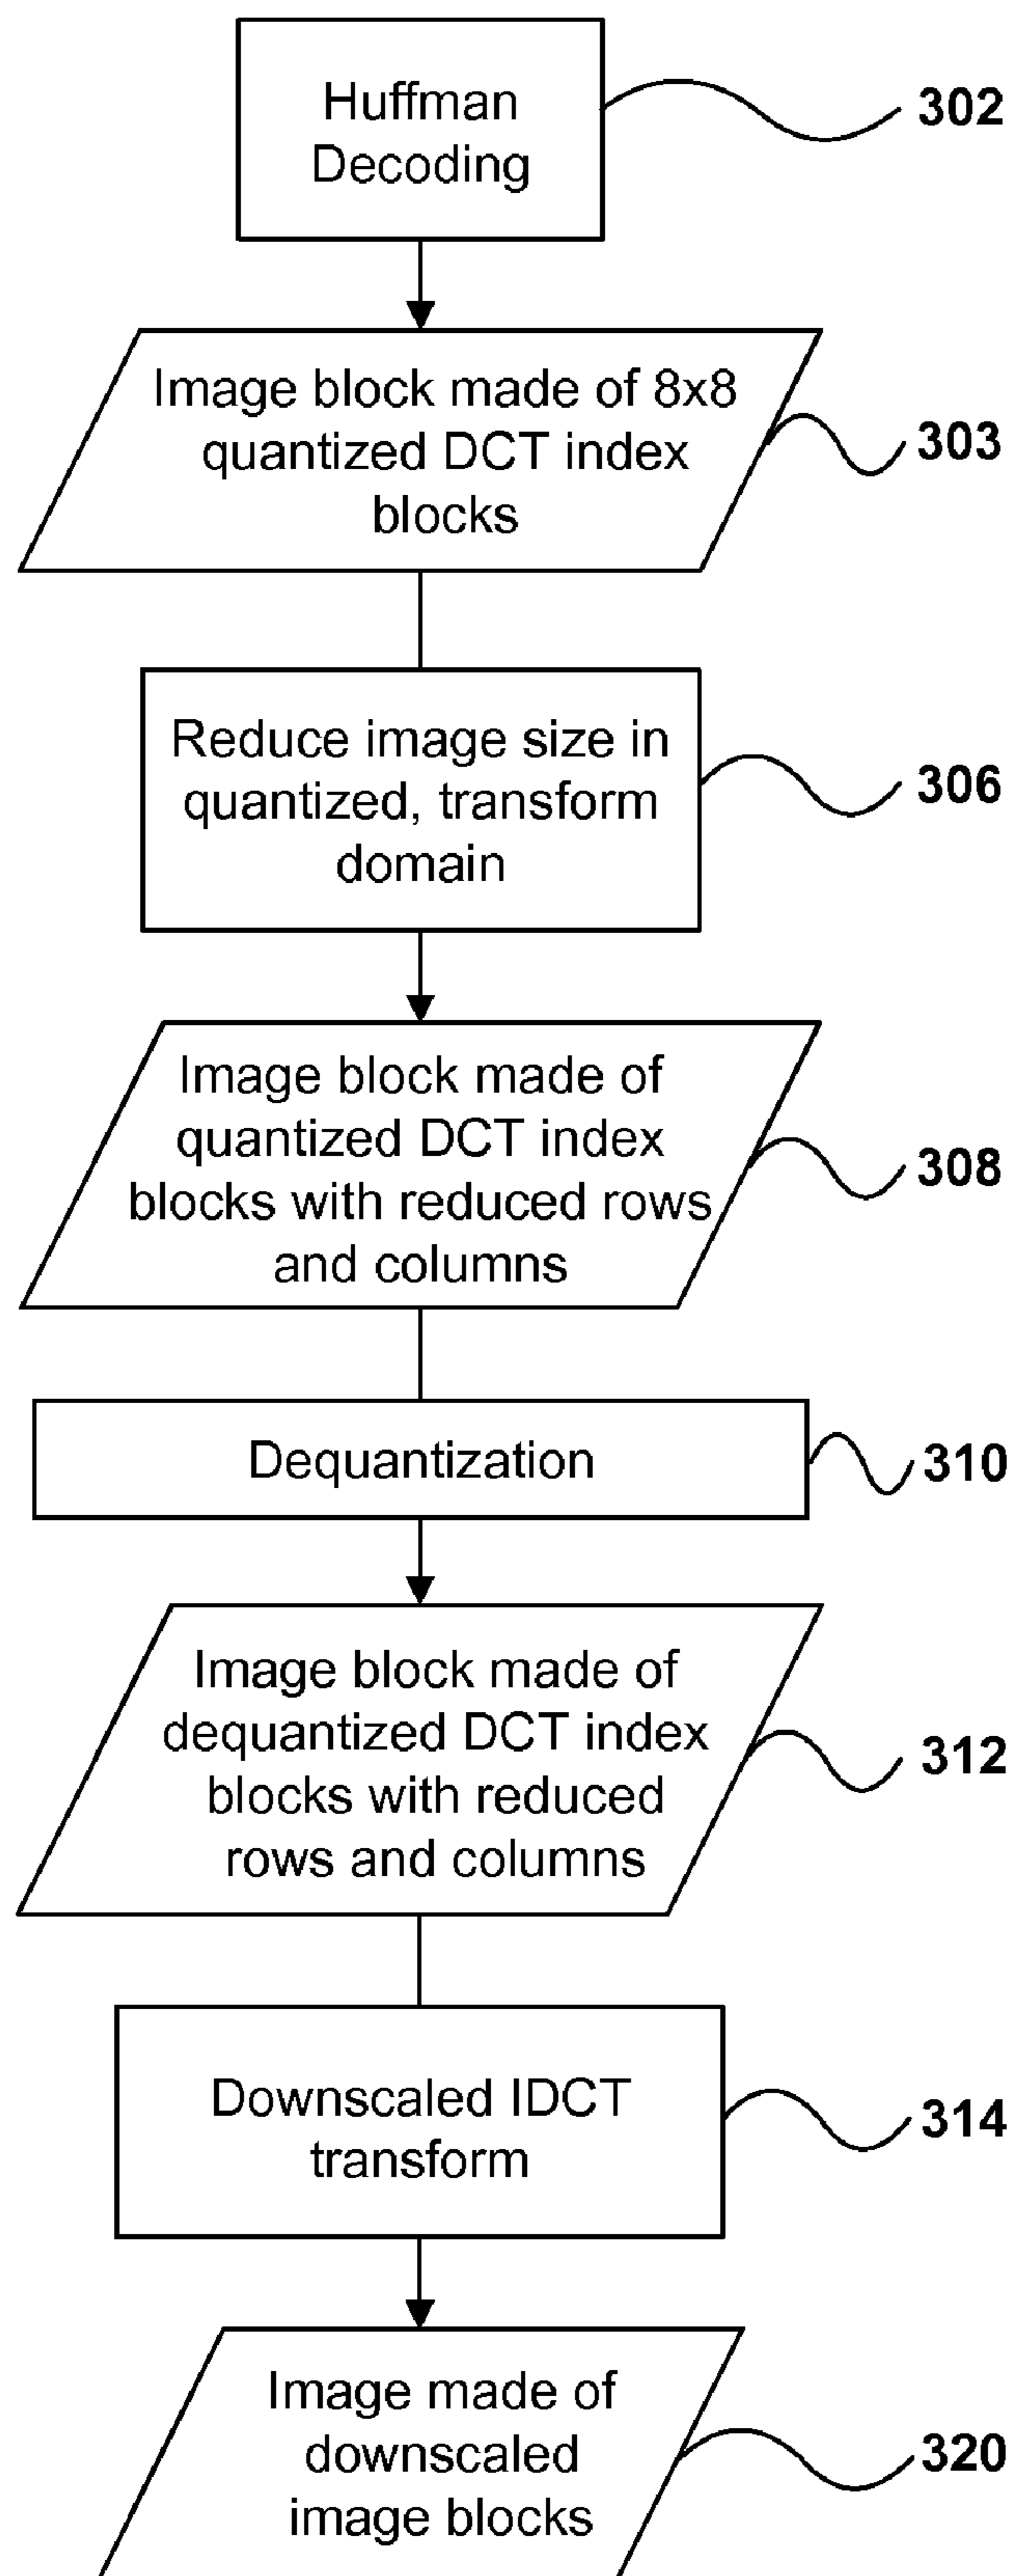 Huffman
Decoding
302
Image block made of 8x8
quantized DCT index
blocks
303
Reduce image size in
quantized, transform
domain
306
Image block made of
quantized DCT index
blocks with reduced rows
and columns
308
Dequantization
310
Image block made of
dequantized DCT index
blocks with reduced
rows and columns
312
Downscaled IDCT
transform
314
Image made of
downscaled
image blocks
320